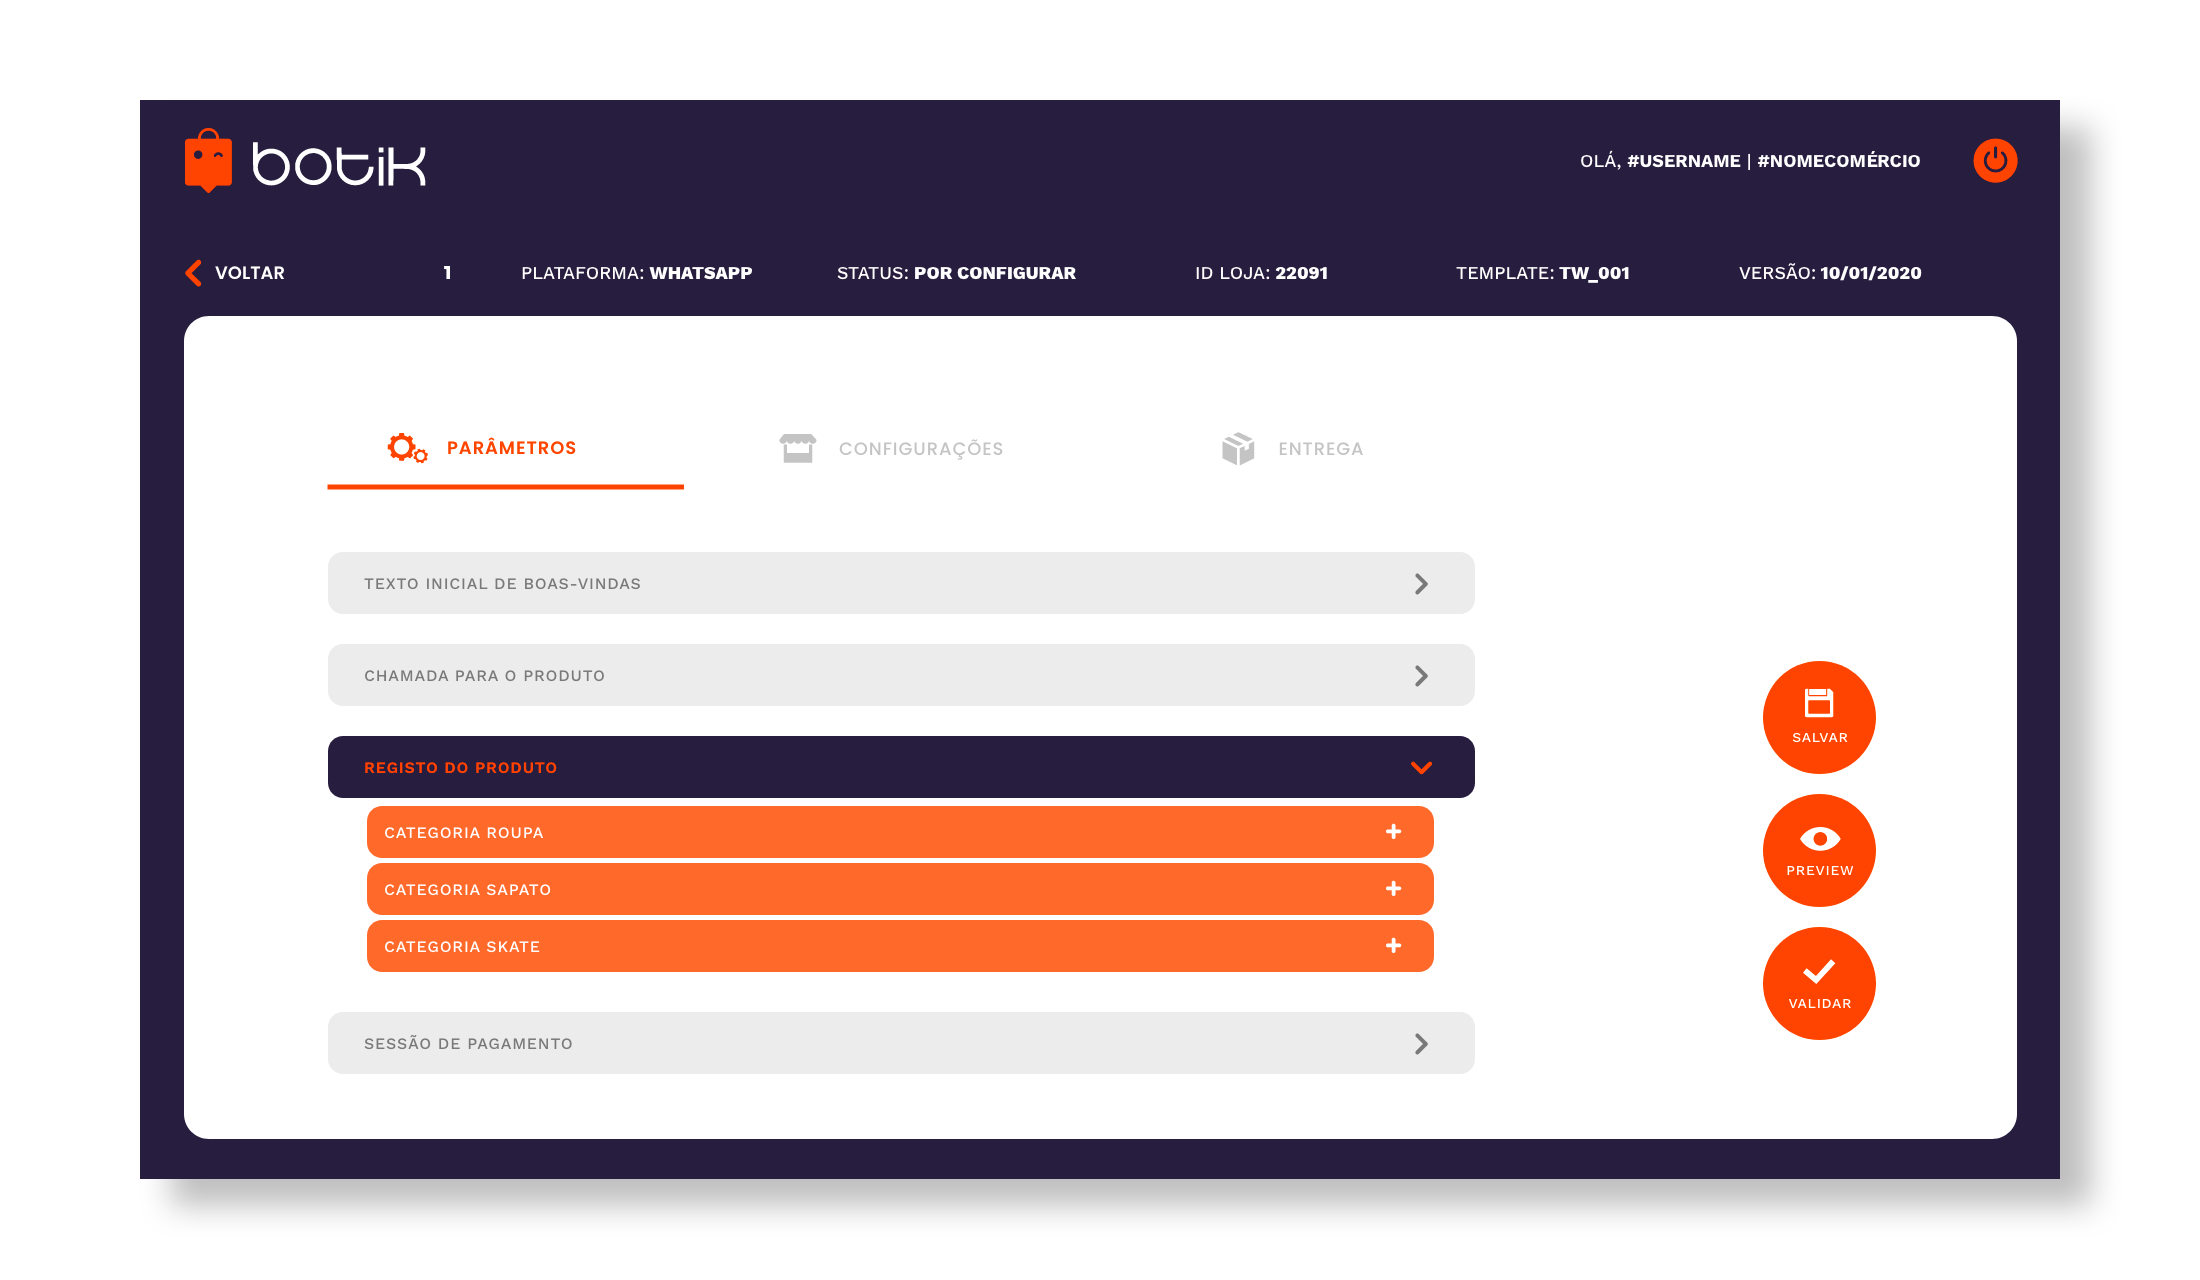 botik
OLÁ, #USERNAME | #NOMECOMÉRCIO
VOLTAR 1 PLATAFORMA: WHATSAPP STATUS: POR CONFIGURAR ID LOJA: 22091 TEMPLATE: TW_001 VERSÃO: 10/01/2020
PARÂMETROS CONFIGURAÇÕES ENTREGA
TEXTO INICIAL DE BOAS-VINDAS
CHAMADA PARA O PRODUTO
REGISTO DO PRODUTO
CATEGORIA ROUPA
CATEGORIA SAPATO
CATEGORIA SKATE
SESSÃO DE PAGAMENTO
SALVAR
PREVIEW
VALIDAR